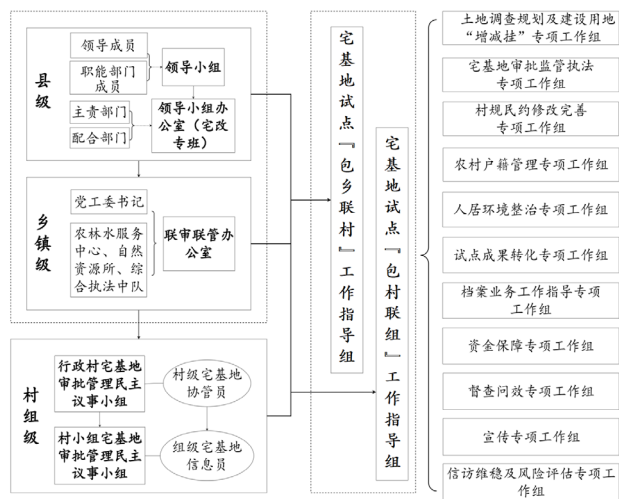 县级
领导成员
职能部门
成员
领导小组
主责部门
配合部门
领导小组办
公室（宅改
专班）
乡镇级
党工委书记
农林水服务
中心、自然
资源所、综
合执法中队
联审联管办
公室
村组级
行政村宅基地
审批管理民主
议事小组
村级宅基地
协管员
村小组宅基地
审批管理民主
议事小组
组级宅基地
信息员
宅基地试点『包乡联村』工作指导组
宅基地试点『包村联组』工作指导组
土地调查规划及建设用地
“增减挂”专项工作组
宅基地审批监管执法
专项工作组
村规民约修改完善
专项工作组
农村户籍管理专项工作组
人居环境整治专项工作组
试点成果转化专项工作组
档案业务工作指导专项
工作组
资金保障专项工作组
督查问效专项工作组
宣传专项工作组
信访维稳及风险评估专项工
作组